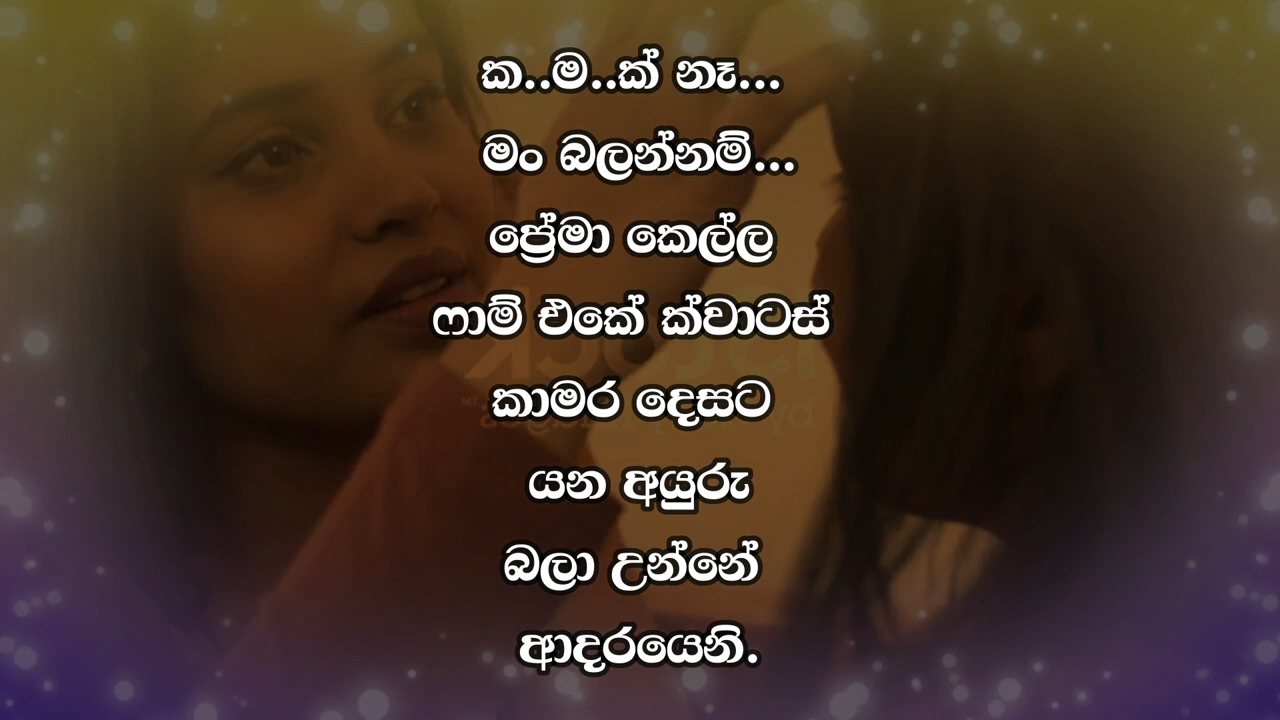 ක..ම..ක් නෑ...
මං බලන්නම්...
ප්‍රේමා කෙල්ල
ෆාම් එකේ ක්වාටස්
කාමර දෙසට
යන අයුරු
බලා උන්නේ
ආදරයෙනි.